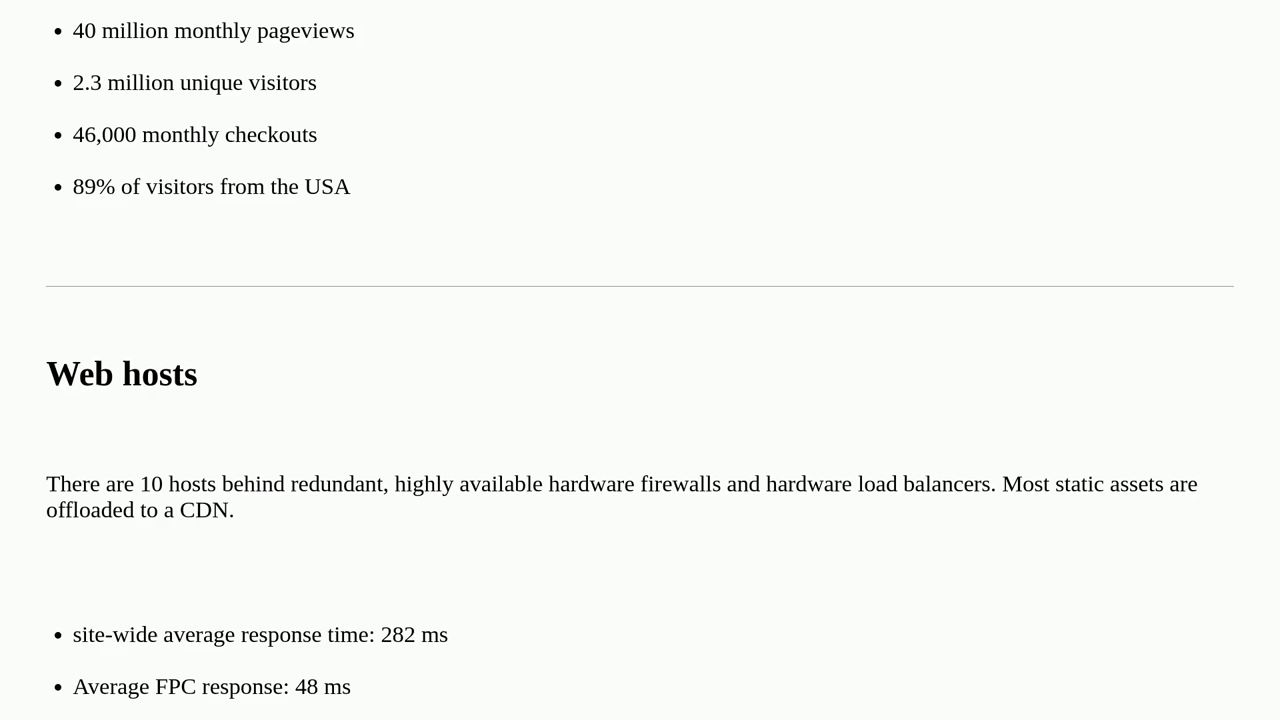 40 million monthly pageviews
2.3 million unique visitors
46,000 monthly checkouts
89% of visitors from the USA
Web hosts
There are 10 hosts behind redundant, highly available hardware firewalls and hardware load balancers. Most static assets are
offloaded to a CDN.
site-wide average response time: 282 ms
Average FPC response: 48 ms